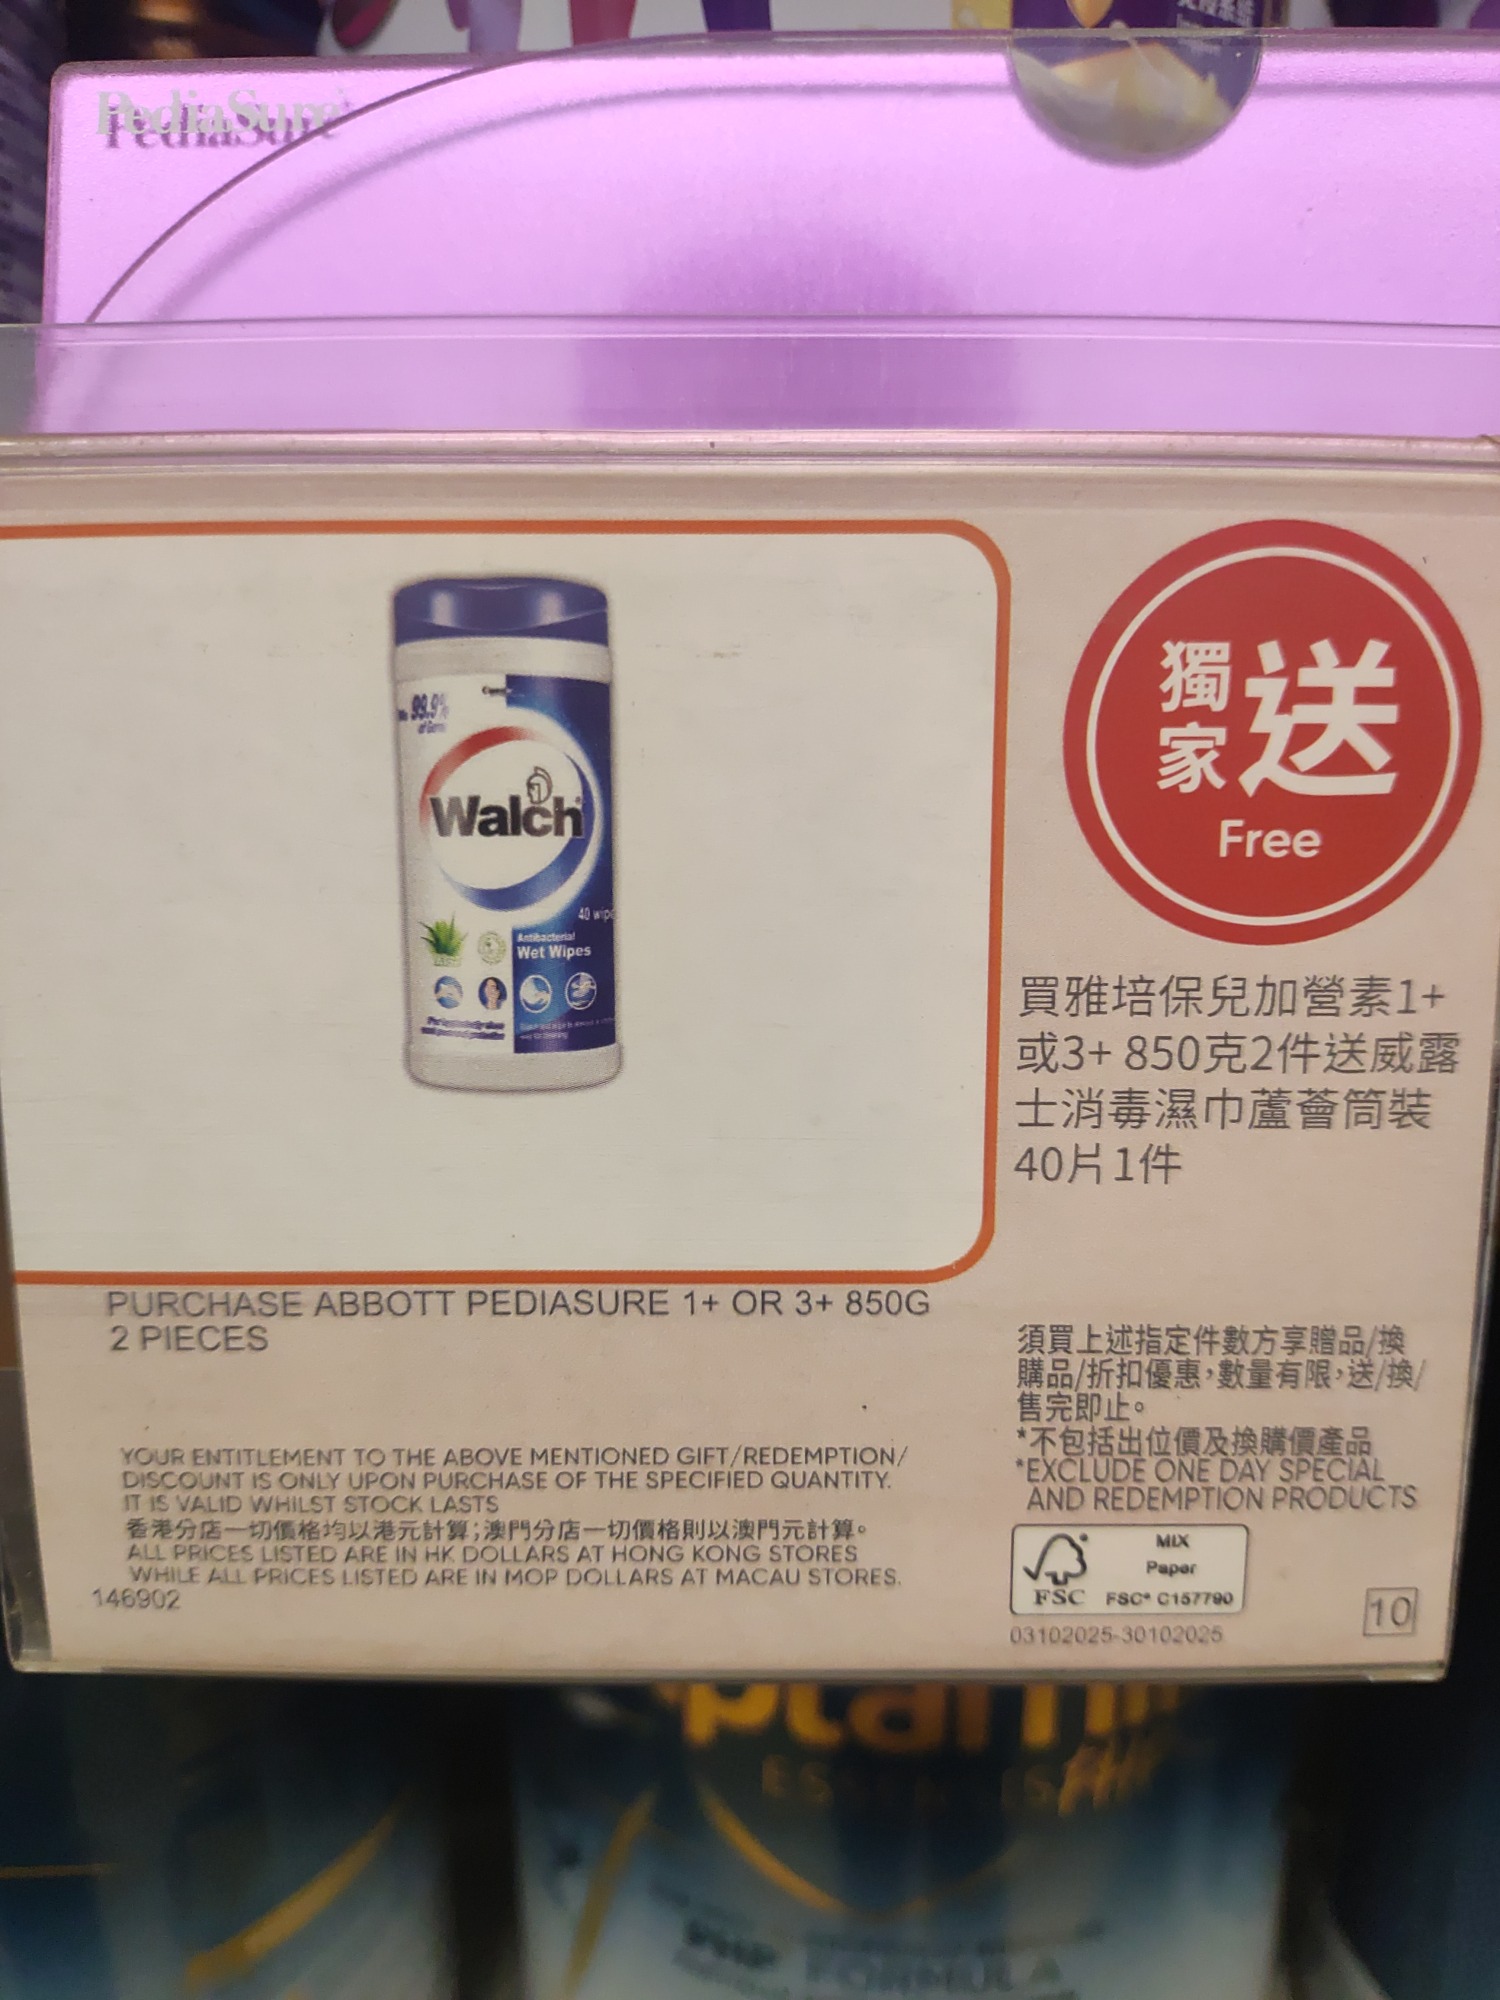 PediaSure
99.9%
Walch
40 wipe
Antibacterial
Wet Wipes
獨家送
Free
買雅培保兒加營素1+
或3+ 850克2件送威露
士消毒濕巾蘆薈筒裝
40片1件
PURCHASE ABBOTT PEDIASURE 1+ OR 3+ 850G
2 PIECES
須買上述指定件數方享贈品/換
購品/折扣優惠,數量有限,送/換/
售完即止。
*不包括出位價及換購價產品
*EXCLUDE ONE DAY SPECIAL
AND REDEMPTION PRODUCTS
YOUR ENTITLEMENT TO THE ABOVE MENTIONED GIFT/REDEMPTION/
DISCOUNT IS ONLY UPON PURCHASE OF THE SPECIFIED QUANTITY.
IT IS VALID WHILST STOCK LASTS
香港分店一切價格均以港元計算;澳門分店一切價格則以澳門元計算。
ALL PRICES LISTED ARE IN HK DOLLARS AT HONG KONG STORES
WHILE ALL PRICES LISTED ARE IN MOP DOLLARS AT MACAU STORES.
146902
MIX
Paper
FSC FSC® C157790
03102025-30102025
10
FORMULA